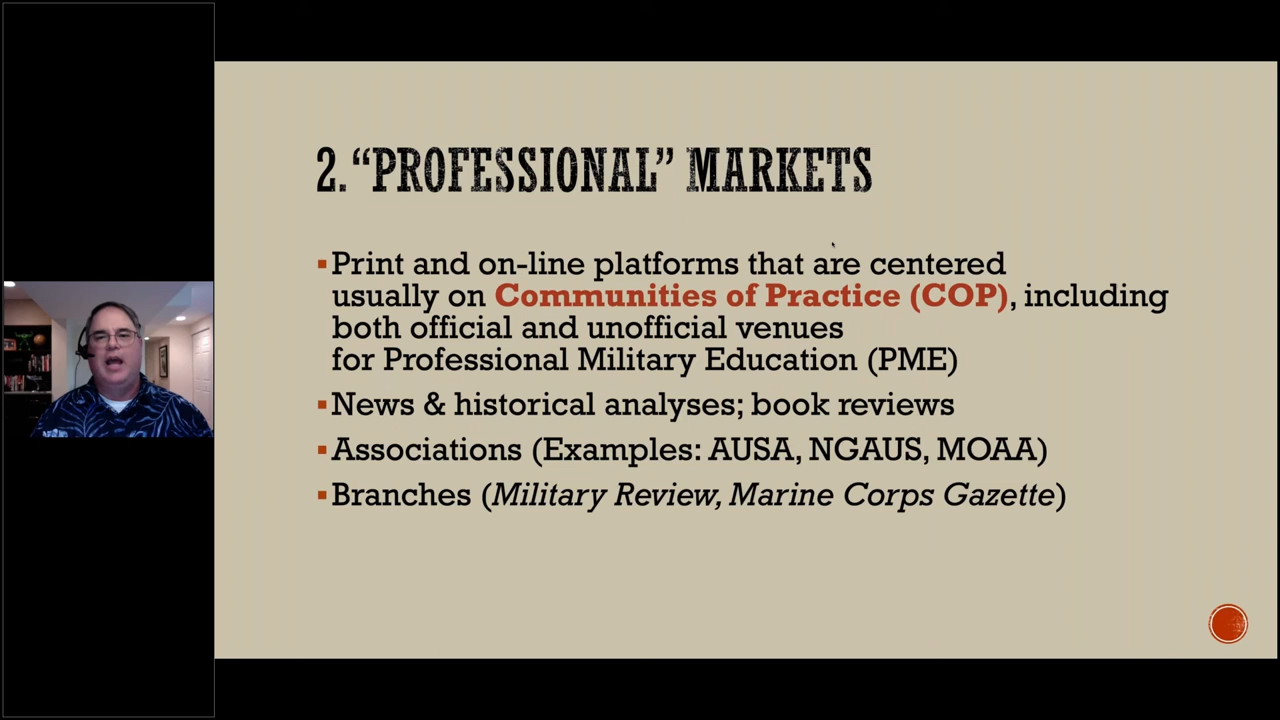 2. “PROFESSIONAL” MARKETS
▪Print and on-line platforms that are centered
usually on Communities of Practice (COP), including
both official and unofficial venues
for Professional Military Education (PME)
▪News & historical analyses; book reviews
▪Associations (Examples: AUSA, NGAUS, MOAA)
▪Branches (Military Review, Marine Corps Gazette)